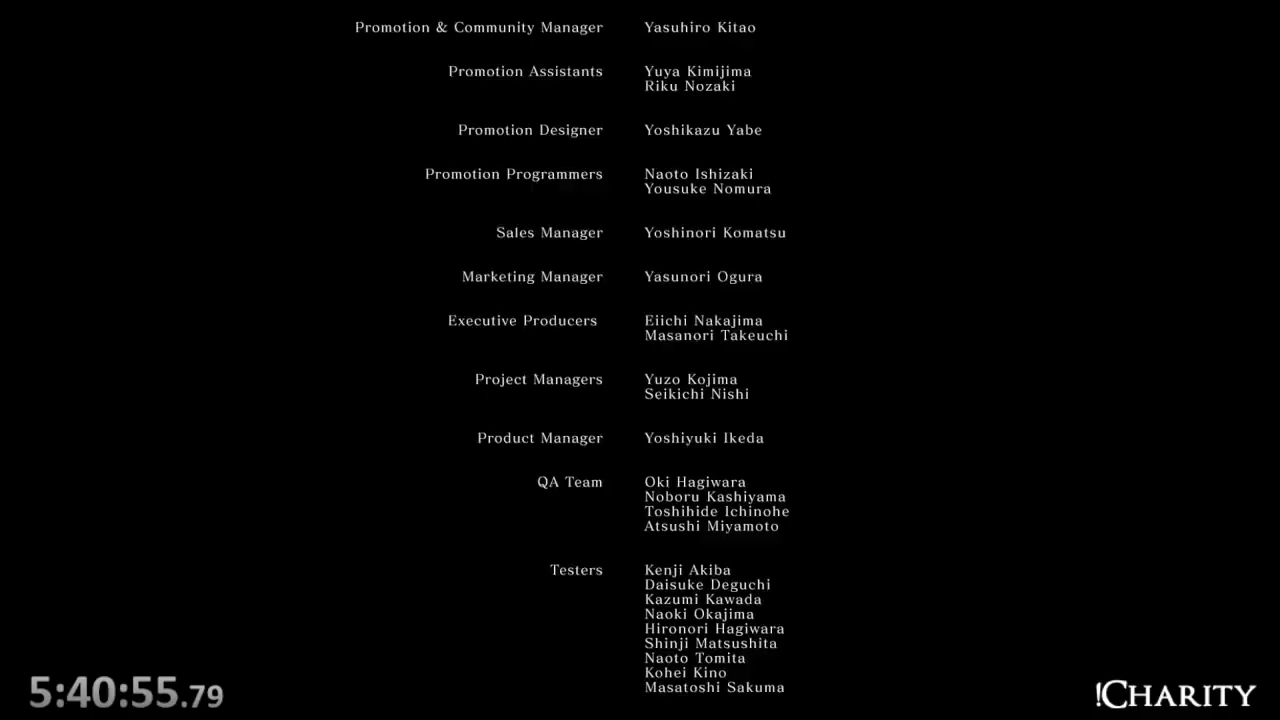 Promotion & Community Manager Yasuhiro Kitao
Promotion Assistants Yuya Kimijima
Riku Nozaki
Promotion Designer Yoshikazu Yabe
Promotion Programmers Naoto Ishizaki
Yousuke Nomura
Sales Manager Yoshinori Komatsu
Marketing Manager Yasunori Ogura
Executive Producers Eiichi Nakajima
Masanori Takeuchi
Project Managers Yuzo Kojima
Seikichi Nishi
Product Manager Yoshiyuki Ikeda
QA Team Oki Hagiwara
Noboru Kashiyama
Toshihide Ichinohe
Atsushi Miyamoto
Testers Kenji Akiba
Daisuke Deguchi
Kazumi Kawada
Naoki Okajima
Hironori Hagiwara
Shinji Matsushita
Naoto Tomita
Kohei Kino
Masatoshi Sakuma
5:40:55.79
!CHARITY